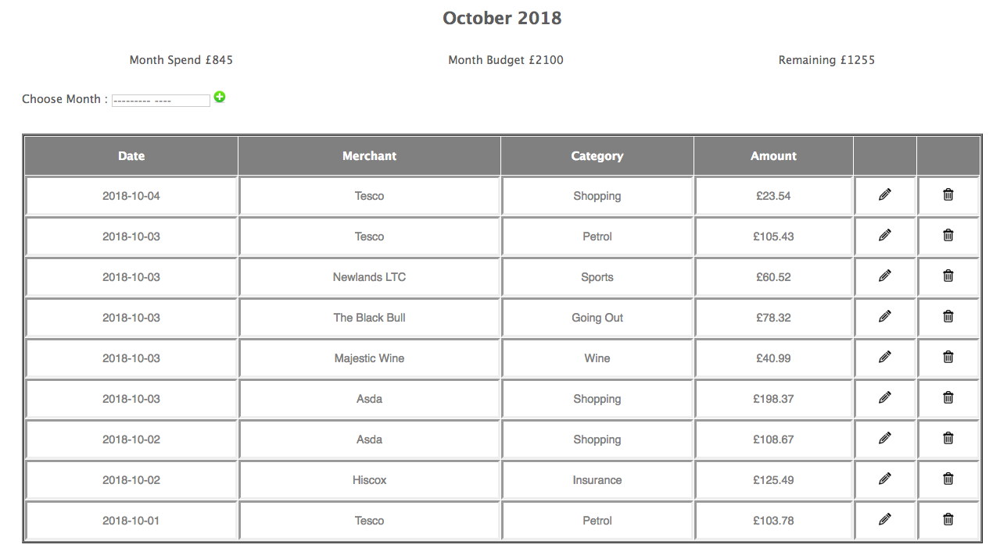 October 2018
Month Spend £845 Month Budget £2100 Remaining £1255
Choose Month : --------- ----
Date Merchant Category Amount
2018-10-04 Tesco Shopping £23.54
2018-10-03 Tesco Petrol £105.43
2018-10-03 Newlands LTC Sports £60.52
2018-10-03 The Black Bull Going Out £78.32
2018-10-03 Majestic Wine Wine £40.99
2018-10-03 Asda Shopping £198.37
2018-10-02 Asda Shopping £108.67
2018-10-02 Hiscox Insurance £125.49
2018-10-01 Tesco Petrol £103.78